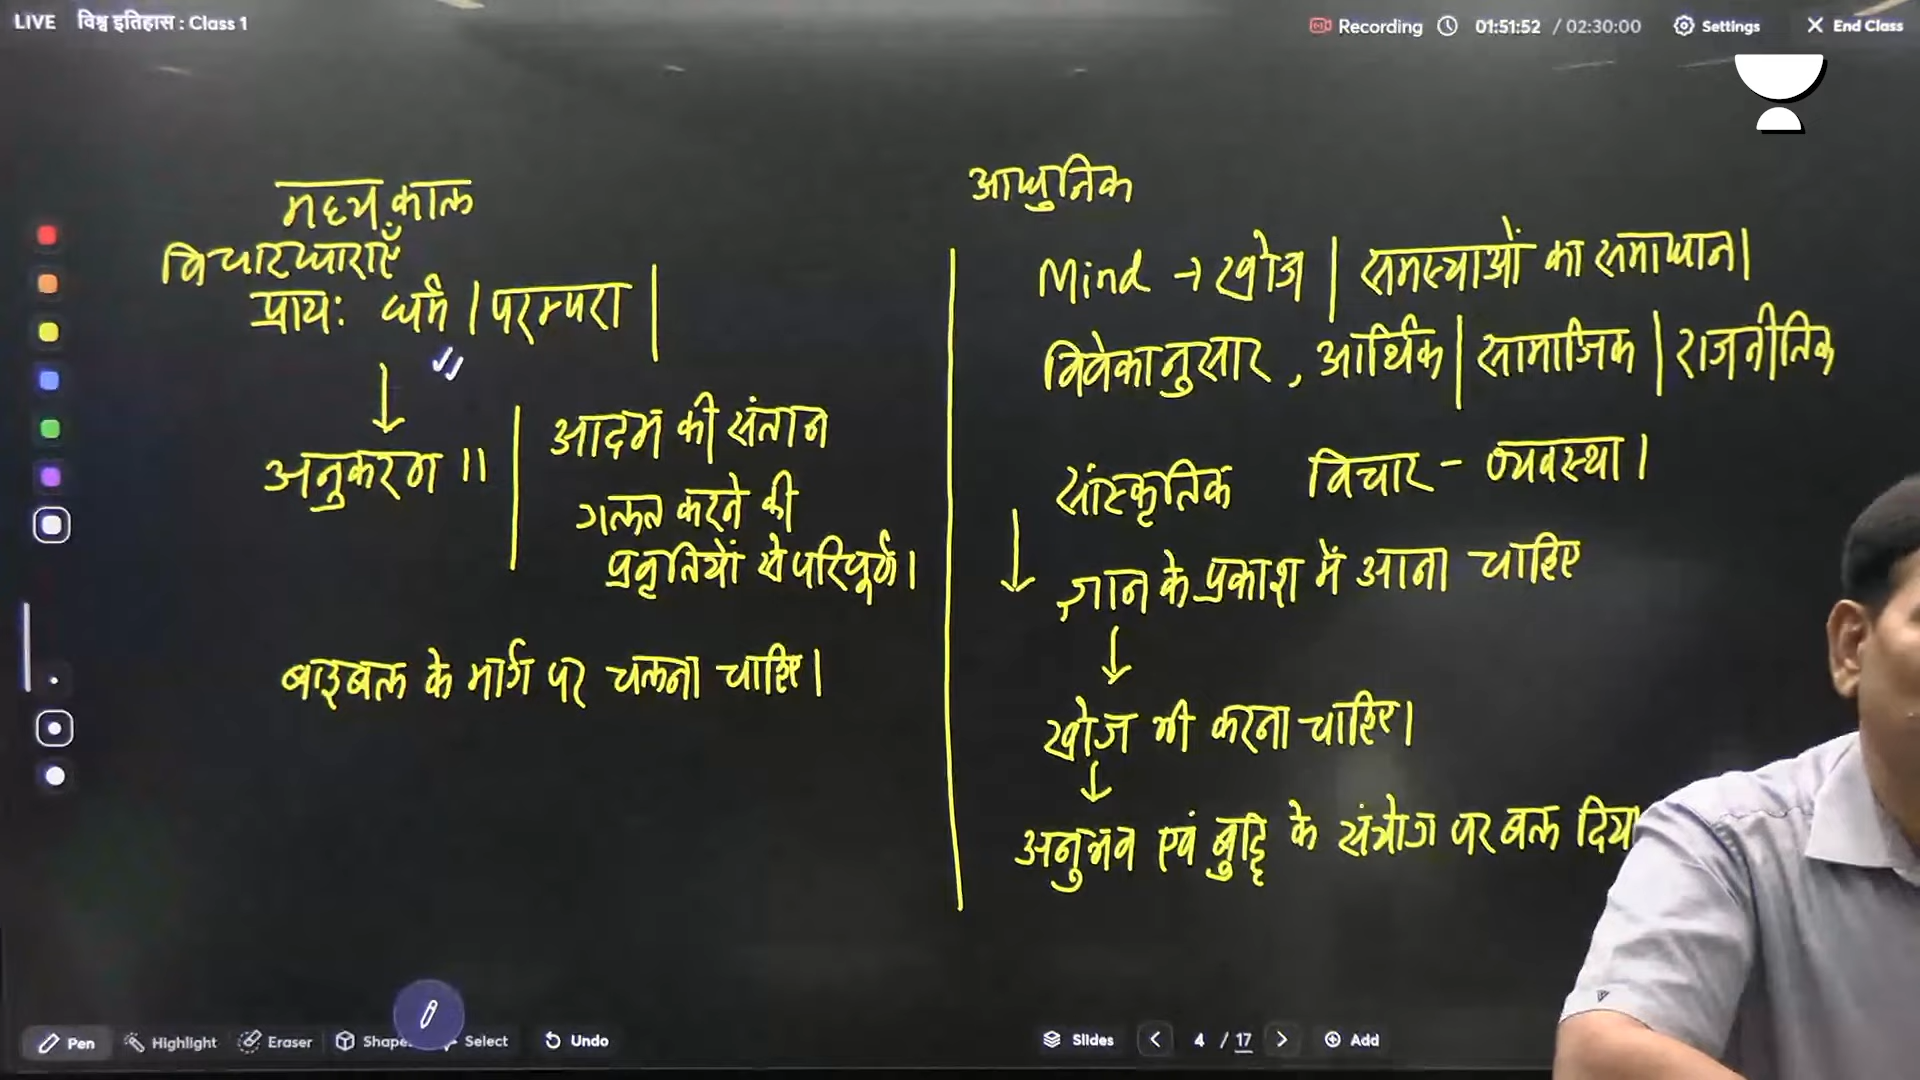 LIVE विश्व इतिहास : Class 1
Recording 01:51:52 / 02:30:00 Settings End Class
मध्यकाल
विचारधाराएँ
प्रायः धर्म | परम्परा |
↓
अनुकरण ॥
आदम की संतान
गलत करने की
प्रवृतियों से परिपूर्ण।
बाइबल के मार्ग पर चलना चाहिए।
आधुनिक
Mind → खोज | समस्याओं का समाधान।
विवेकानुसार, आर्थिक | सामाजिक | राजनीतिक
सांस्कृतिक विचार - व्यवस्था।
↓ ज्ञान के प्रकाश में आना चाहिए
↓
खोज भी करना चाहिए।
↓
अनुभव एवं बुद्धि के संयोग पर बल दिया
Pen Highlight Eraser Select Undo
Slides 4 / 17 Add